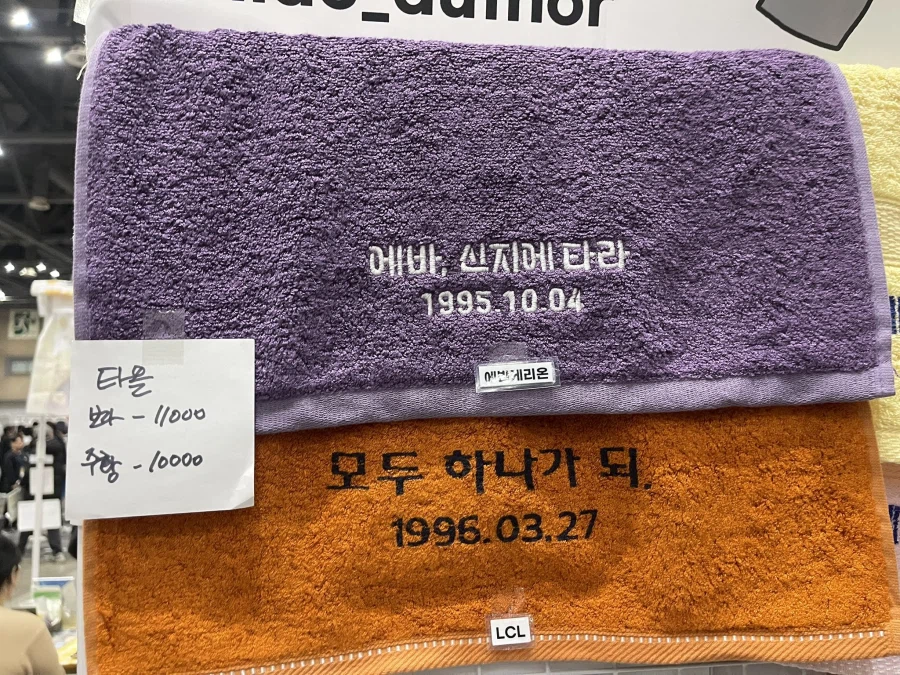 에바, 신지에 타라
1995.10.04
에반게리온
타올
보라 - 11000
주황 - 10000
모두 하나가 되.
1996.03.27
LCL